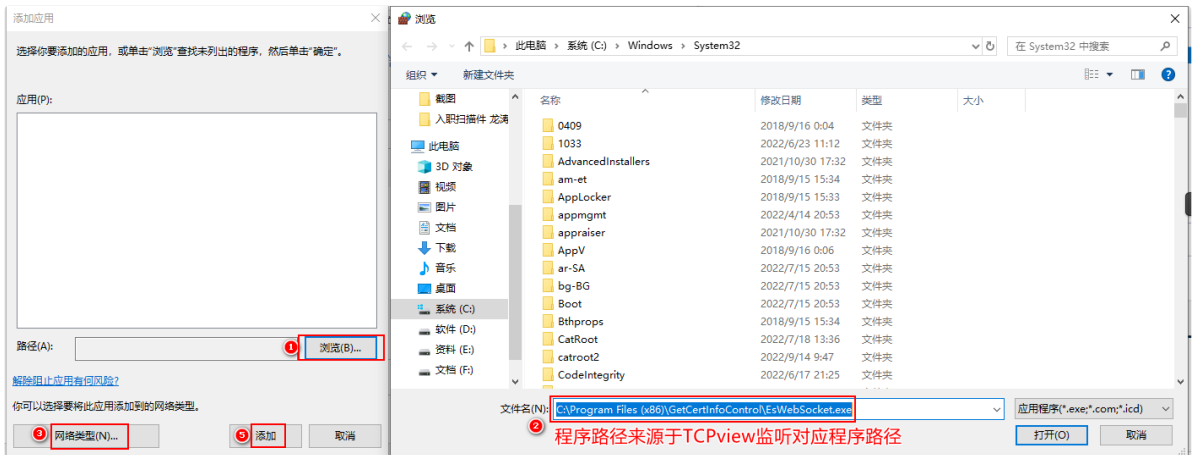 添加应用
选择你要添加的应用，或单击“浏览”查找未列出的程序，然后单击“确定”。
应用(P):
路径(A):
1
浏览(B)...
解除阻止应用有何风险?
你可以选择要将此应用添加到的网络类型。
3
网络类型(N)...
5
添加
取消
浏览
此电脑 › 系统 (C:) › Windows › System32
在 System32 中搜索
组织
新建文件夹
截图
入职扫描件 龙涛
此电脑
3D 对象
视频
图片
文档
下载
音乐
桌面
系统 (C:)
软件 (D:)
资料 (E:)
文档 (F:)
名称 修改日期 类型 大小
0409 2018/9/16 0:04 文件夹
1033 2022/6/23 11:12 文件夹
AdvancedInstallers 2021/10/30 17:32 文件夹
am-et 2018/9/15 15:34 文件夹
AppLocker 2018/9/15 15:33 文件夹
appmgmt 2022/4/14 20:53 文件夹
appraiser 2021/10/30 17:32 文件夹
AppV 2018/9/16 0:06 文件夹
ar-SA 2022/7/15 20:53 文件夹
bg-BG 2022/7/15 20:53 文件夹
Boot 2022/7/15 20:53 文件夹
Bthprops 2018/9/15 15:34 文件夹
CatRoot 2022/7/18 13:36 文件夹
catroot2 2022/9/14 9:47 文件夹
CodeIntegrity 2022/6/17 21:25 文件夹
文件名(N): C:\Program Files (x86)\GetCertInfoControl\EsWebSocket.exe
应用程序(*.exe;*.com;*.icd)
2
程序路径来源于TCPview监听对应程序路径
打开(O)
取消